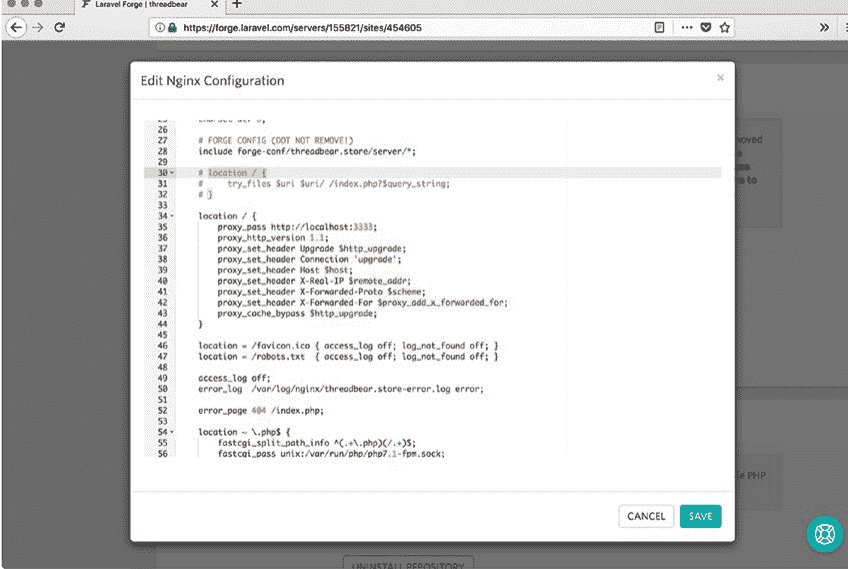 Laravel Forge | threadbear
https://forge.laravel.com/servers/155821/sites/454605
Edit Nginx Configuration
×
25
26
27 # FORGE CONFIG (DOT NOT REMOVE!)
28 include forge-conf/threadbear.store/server/*;
29
30 # location / {
31 # try_files $uri $uri/ /index.php?$query_string;
32 # }
33
34 location / {
35 proxy_pass http://localhost:3333;
36 proxy_http_version 1.1;
37 proxy_set_header Upgrade $http_upgrade;
38 proxy_set_header Connection 'upgrade';
39 proxy_set_header Host $host;
40 proxy_set_header X-Real-IP $remote_addr;
41 proxy_set_header X-Forwarded-Proto $scheme;
42 proxy_set_header X-Forwarded-For $proxy_add_x_forwarded_for;
43 proxy_cache_bypass $http_upgrade;
44 }
45
46 location = /favicon.ico { access_log off; log_not_found off; }
47 location = /robots.txt { access_log off; log_not_found off; }
48
49 access_log off;
50 error_log /var/log/nginx/threadbear.store-error.log error;
51
52 error_page 404 /index.php;
53
54 location ~ \.php$ {
55 fastcgi_split_path_info ^(.+\.php)(/.+)$;
56 fastcgi_pass unix:/var/run/php/php7.1-fpm.sock;
CANCEL SAVE
PHP
UNINSTALL REPOSITORY